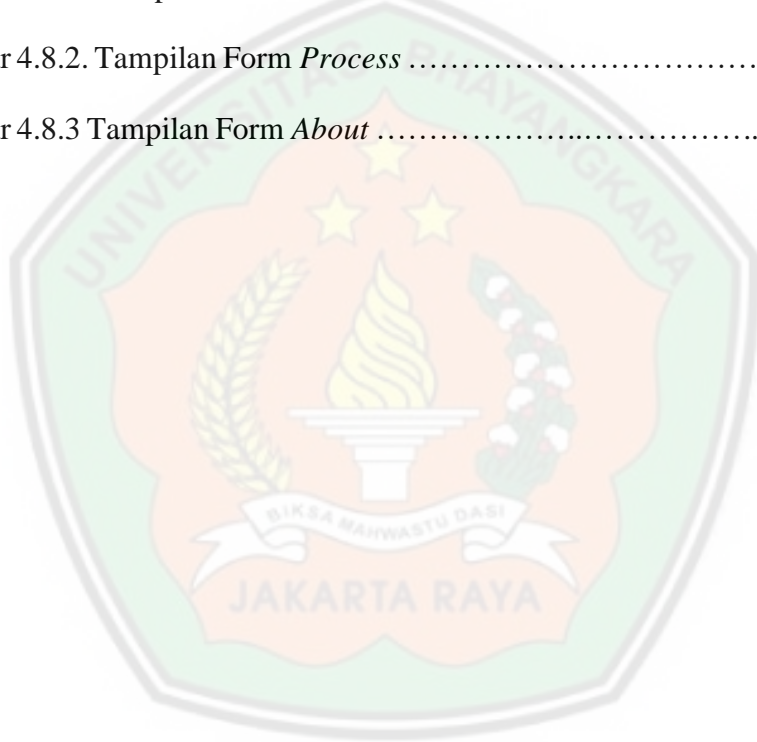 r 4.8.2. Tampilan Form Process ……………………………
r 4.8.3 Tampilan Form About ………………..……………..
UNIVERSITAS BHAYANGKARA
BIKSA MAHWASTU DASI
JAKARTA RAYA